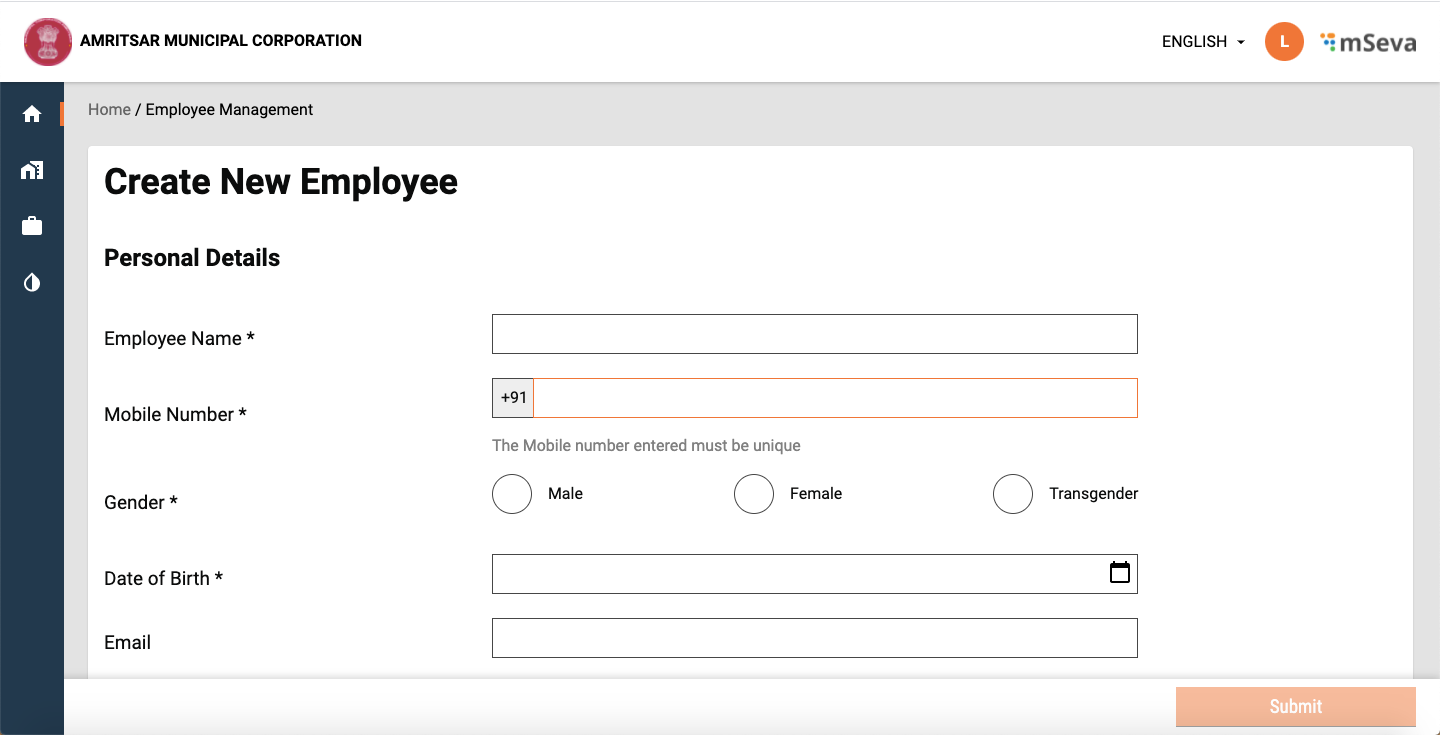 AMRITSAR MUNICIPAL CORPORATION
ENGLISH
L
mSeva
Home / Employee Management
Create New Employee
Personal Details
Employee Name *
Mobile Number *
+91
The Mobile number entered must be unique
Gender *
Male
Female
Transgender
Date of Birth *
Email
Submit